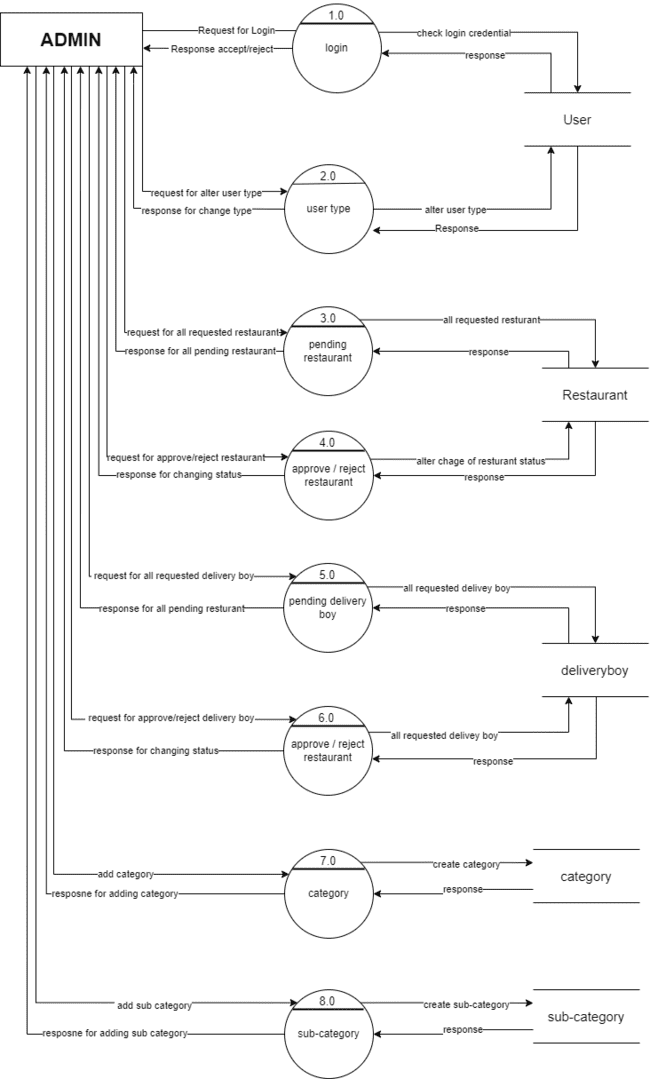 ADMIN
Request for Login
Response accept/reject
1.0
login
check login credential
response
User
request for alter user type
response for change type
2.0
user type
alter user type
Response
request for all requested restaurant
response for all pending restaurant
3.0
pending
restaurant
all requested resturant
response
Restaurant
request for approve/reject restaurant
response for changing status
4.0
approve / reject
restaurant
alter chage of resturant status
response
request for all requested delivery boy
response for all pending resturant
5.0
pending delivery
boy
all requested delivey boy
response
deliveryboy
request for approve/reject delivery boy
response for changing status
6.0
approve / reject
restaurant
all requested delivey boy
response
add category
resposne for adding category
7.0
category
create category
response
category
add sub category
resposne for adding sub category
8.0
sub-category
create sub-category
response
sub-category